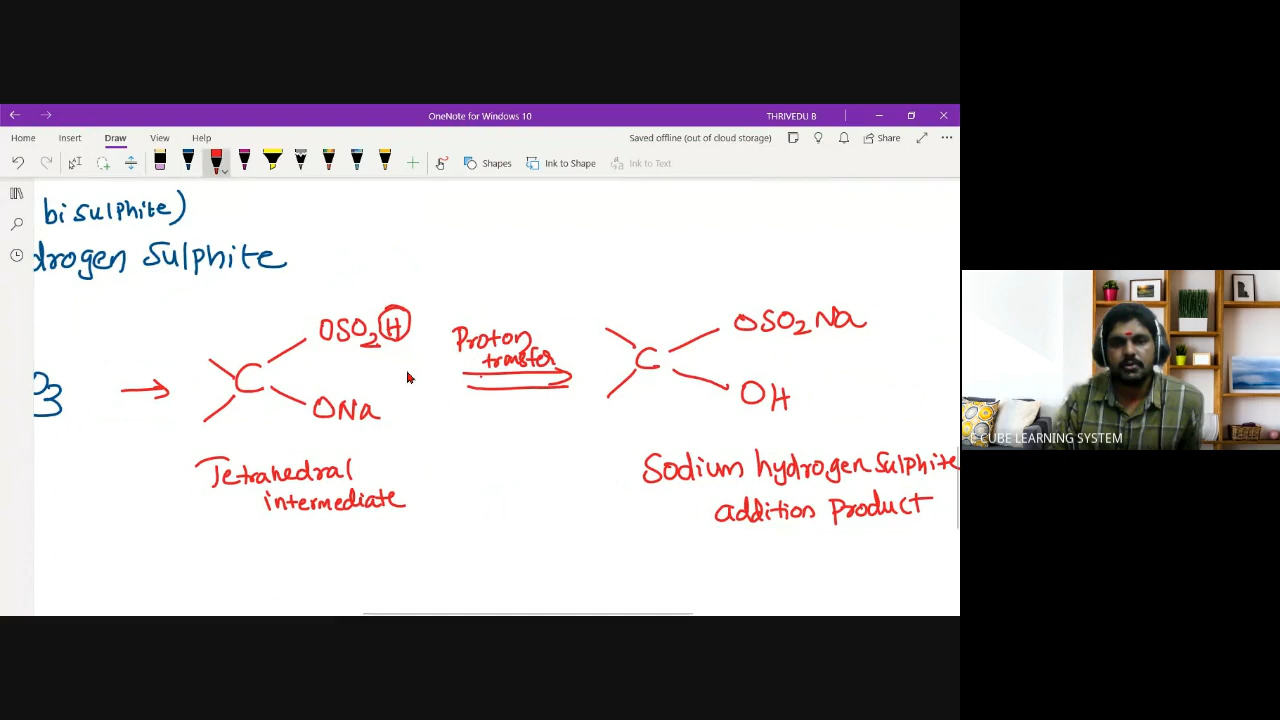 OneNote for Windows 10
THRIVEDU B
Home Insert Draw View Help
Saved offline (out of cloud storage)
Share
Shapes
Ink to Shape
Ink to Text
bi sulphite)
drogen Sulphite
O3 → C OSO2H ONa
Proton
transfer
C OSO2Na OH
Tetrahedral
intermediate
Sodium hydrogen sulphite
addition product
C CUBE LEARNING SYSTEM